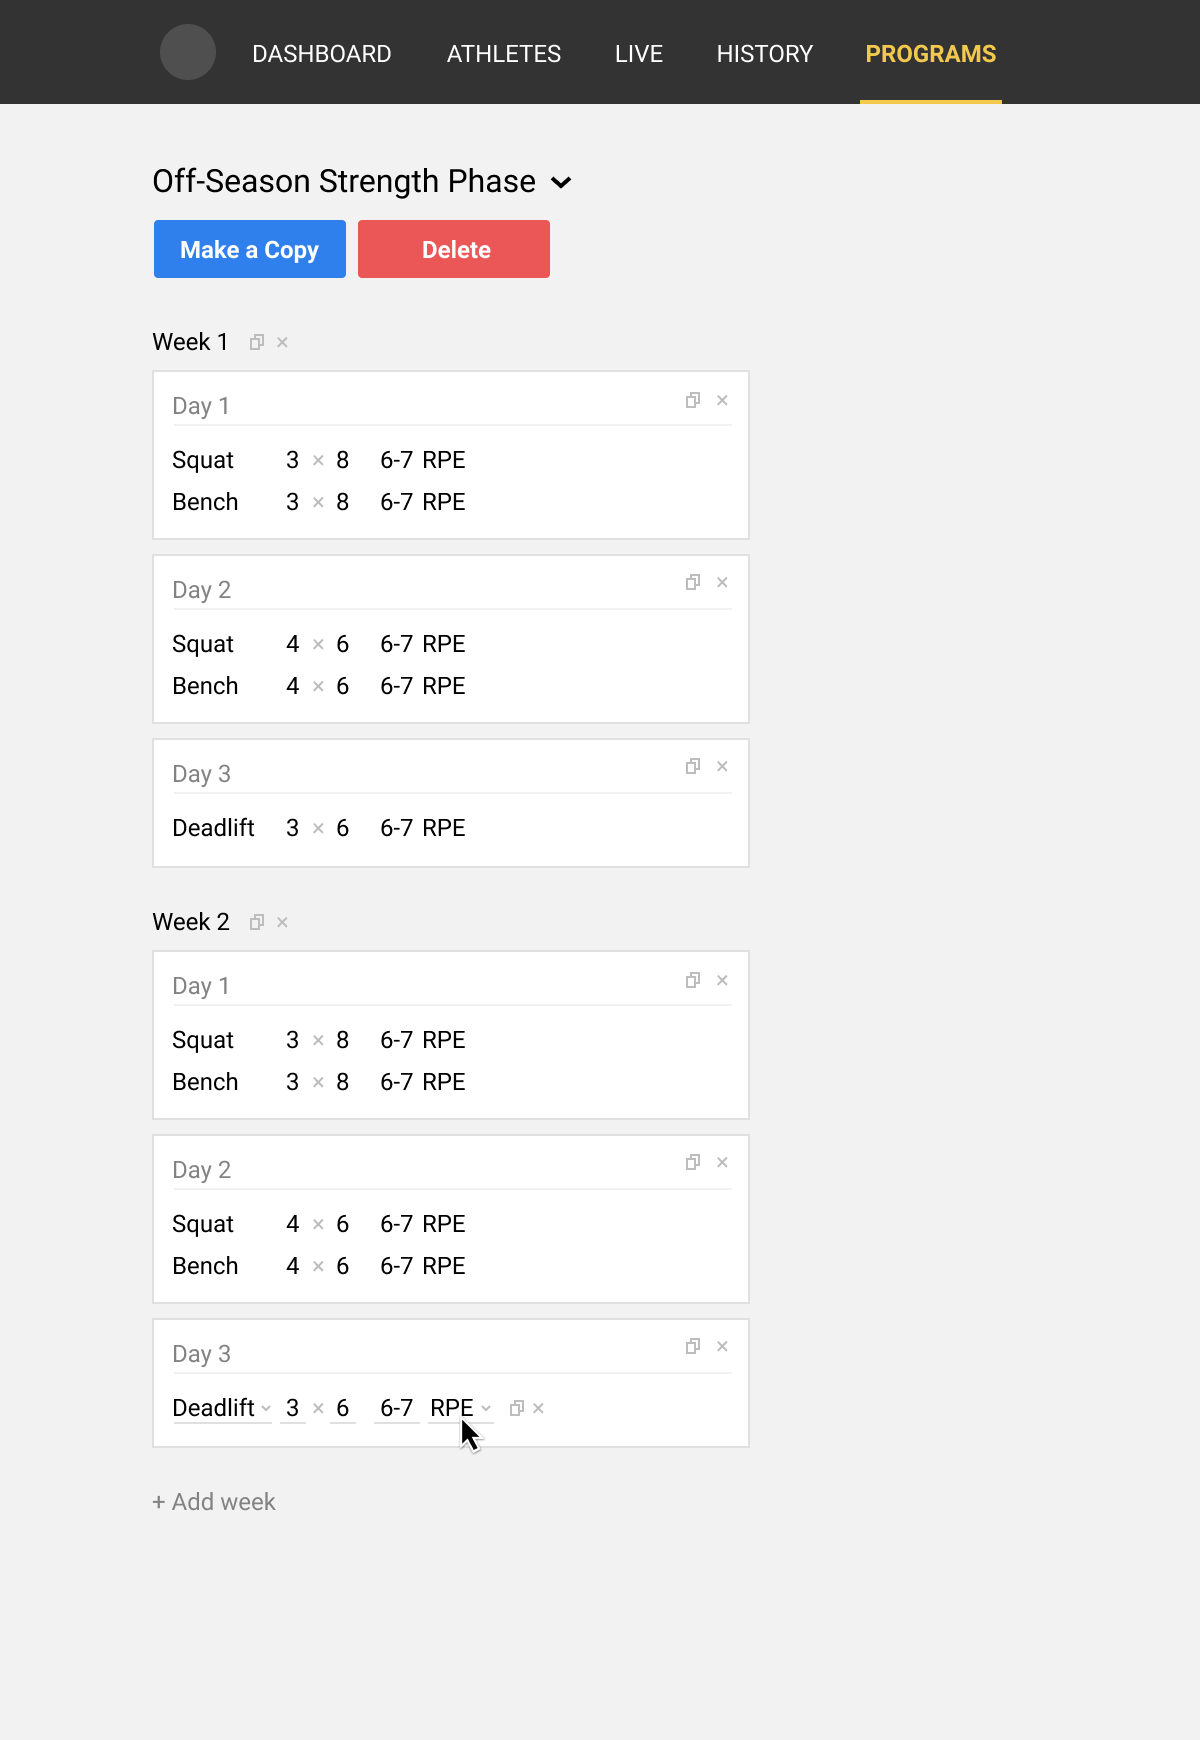 DASHBOARD ATHLETES LIVE HISTORY PROGRAMS
Off-Season Strength Phase
Make a Copy Delete
Week 1
Day 1
Squat 3 × 8 6-7 RPE
Bench 3 × 8 6-7 RPE
Day 2
Squat 4 × 6 6-7 RPE
Bench 4 × 6 6-7 RPE
Day 3
Deadlift 3 × 6 6-7 RPE
Week 2
Day 1
Squat 3 × 8 6-7 RPE
Bench 3 × 8 6-7 RPE
Day 2
Squat 4 × 6 6-7 RPE
Bench 4 × 6 6-7 RPE
Day 3
Deadlift 3 × 6 6-7 RPE
+ Add week